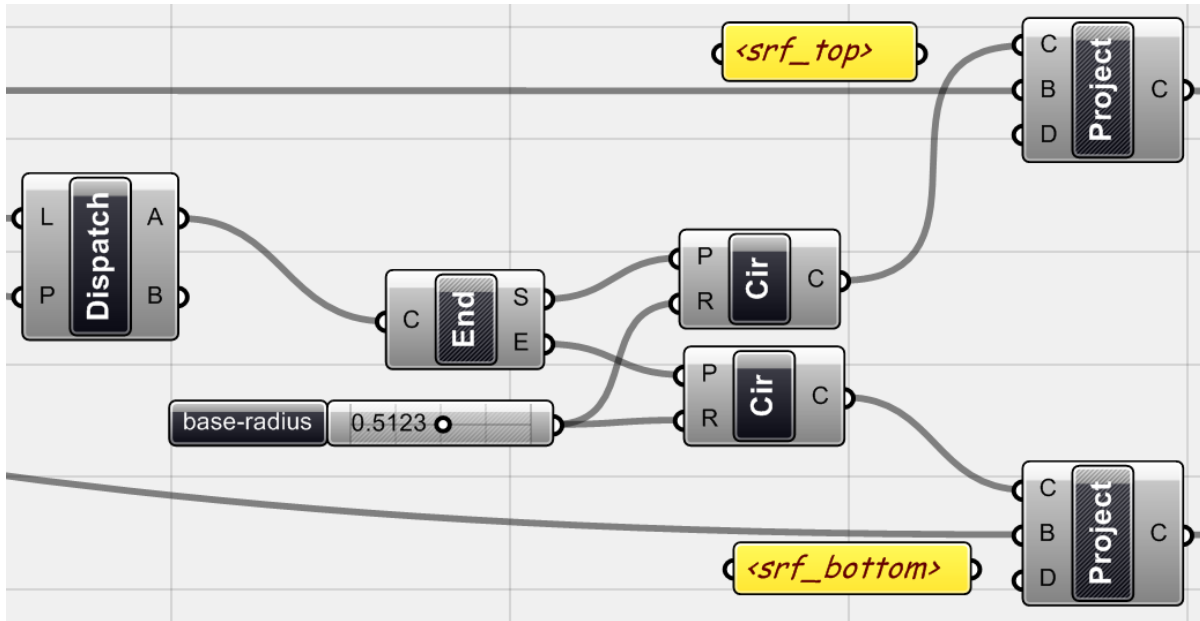 <srf_top>
C
B
D
Project
C
L
P
Dispatch
A
B
C
End
S
E
P
R
Cir
C
P
R
Cir
C
base-radius
0.5123
C
B
D
Project
C
<srf_bottom>